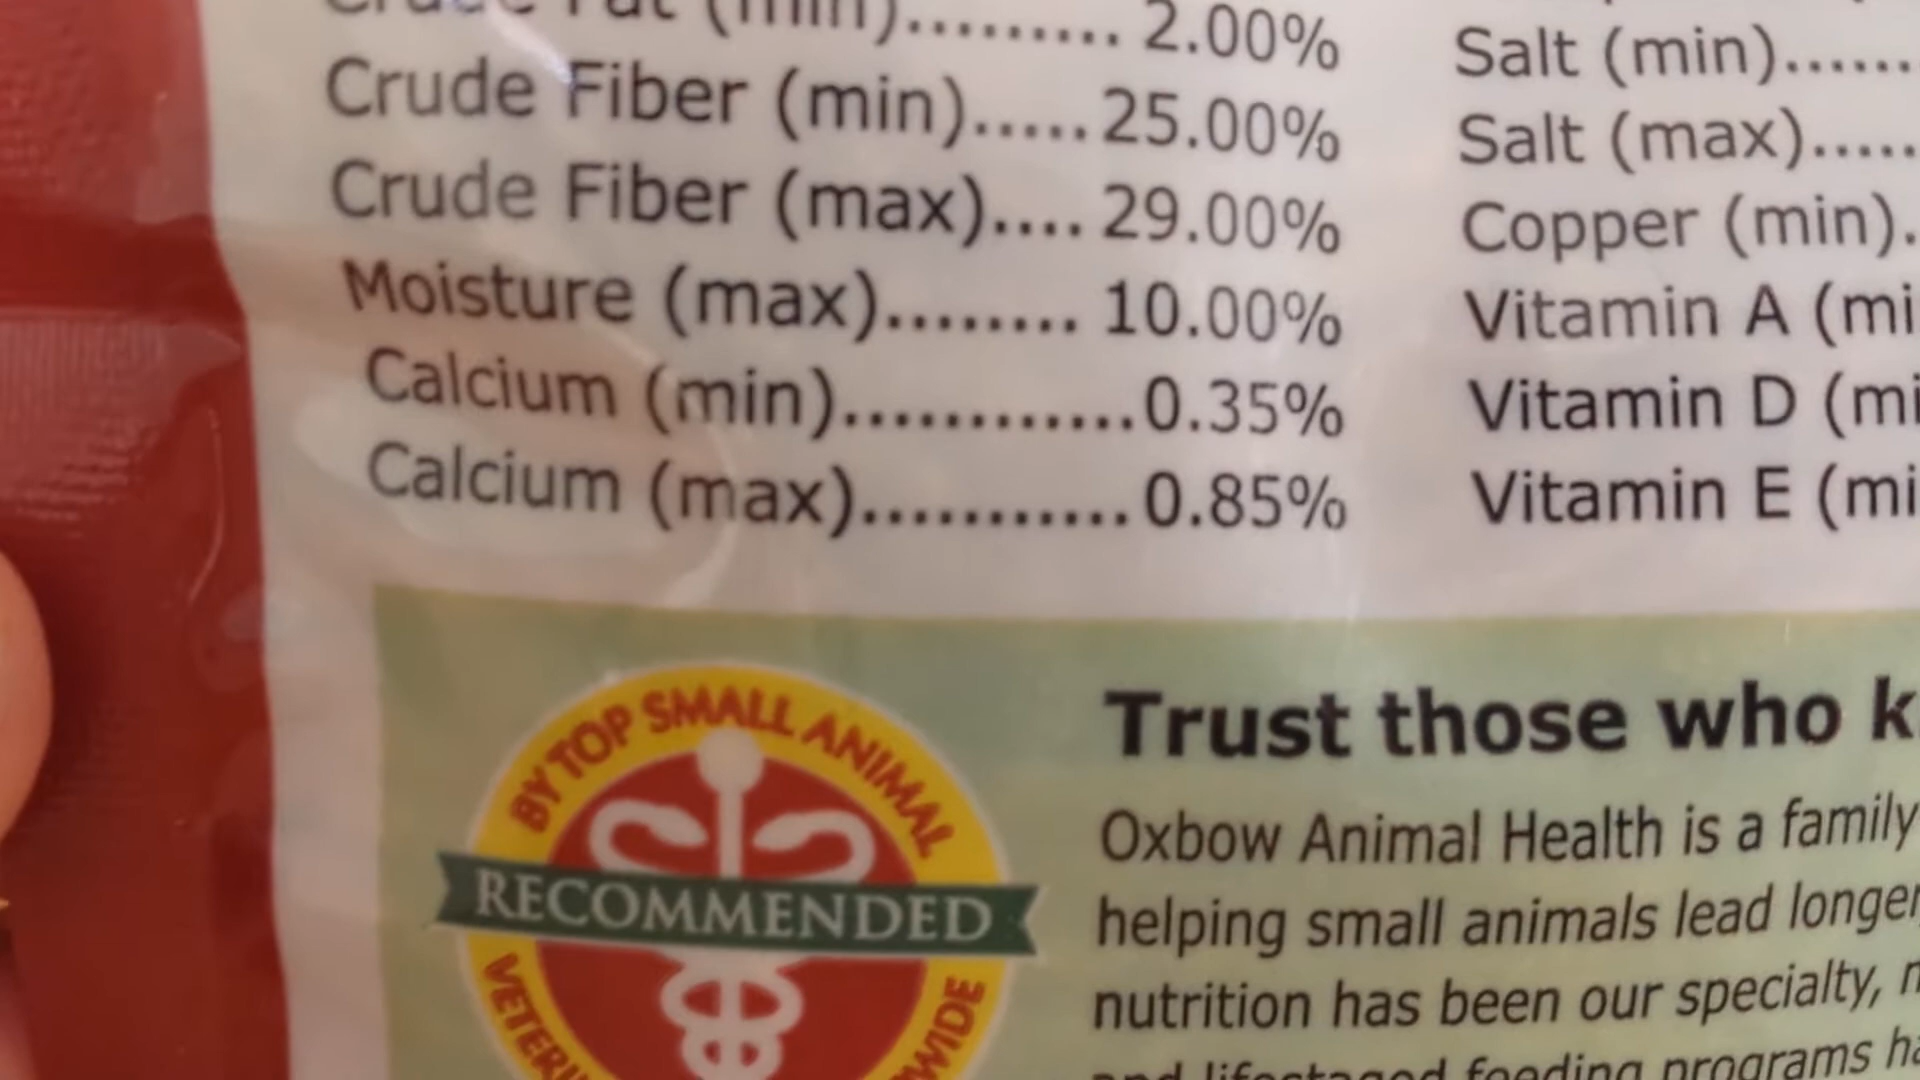 Crude Fat (min)......... 2.00%
Crude Fiber (min)..... 25.00%
Crude Fiber (max).... 29.00%
Moisture (max)........ 10.00%
Calcium (min)............0.35%
Calcium (max)...........0.85%
Salt (min)......
Salt (max).....
Copper (min).
Vitamin A (mi
Vitamin D (mi
Vitamin E (mi
BY TOP SMALL ANIMAL
RECOMMENDED
VETERI
WIDE
Trust those who k
Oxbow Animal Health is a family
helping small animals lead longer
nutrition has been our specialty,
and lifestaged feeding programs ha